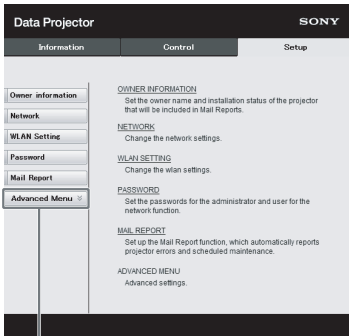 Data Projector
SONY
Information
Control
Setup
Owner information
Network
WLAN Setting
Password
Mail Report
Advanced Menu
OWNER INFORMATION
Set the owner name and installation status of the projector
that will be included in Mail Reports.
NETWORK
Change the network settings.
WLAN SETTING
Change the wlan settings.
PASSWORD
Set the passwords for the administrator and user for the
network function.
MAIL REPORT
Set up the Mail Report function, which automatically reports
projector errors and scheduled maintenance.
ADVANCED MENU
Advanced settings.